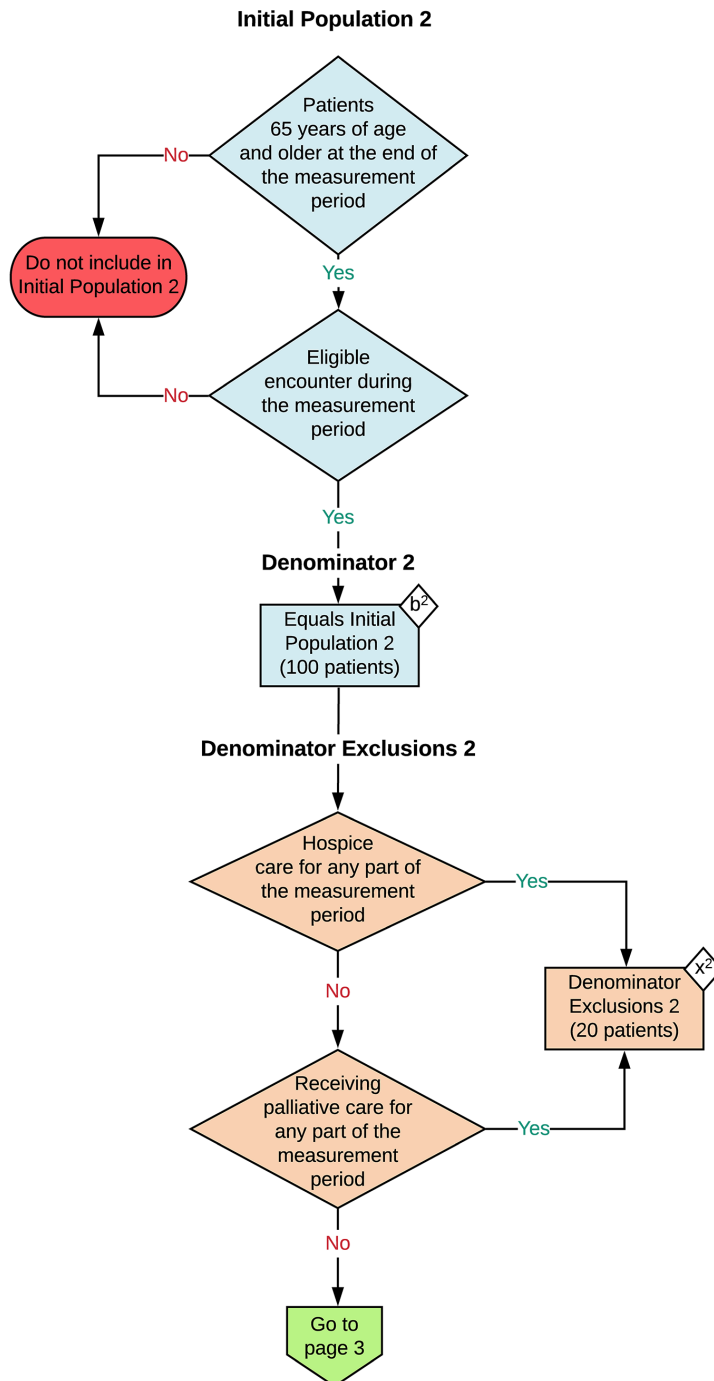 Initial Population 2
Patients
65 years of age
and older at the end of
the measurement
period
No
Do not include in
Initial Population 2
Yes
Eligible
encounter during
the measurement
period
No
Yes
Denominator 2
b²
Equals Initial
Population 2
(100 patients)
Denominator Exclusions 2
Hospice
care for any part of
the measurement
period
Yes
x²
Denominator
Exclusions 2
(20 patients)
No
Receiving
palliative care for
any part of the
measurement
period
Yes
No
Go to
page 3